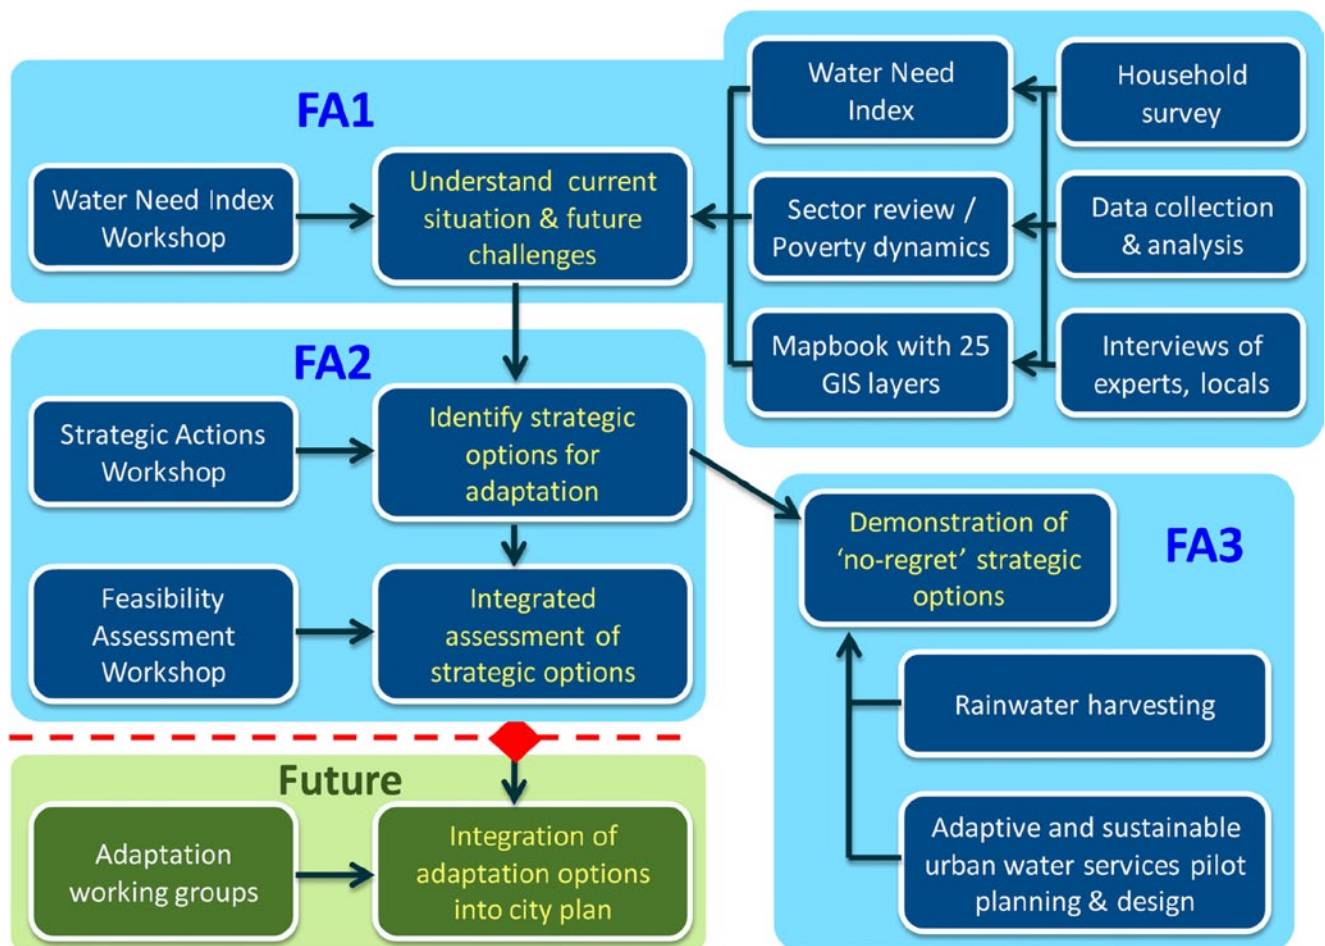 FA1
Water Need Index
Workshop
Understand current
situation & future
challenges
Water Need
Index
Household
survey
Sector review /
Poverty dynamics
Data collection
& analysis
Mapbook with 25
GIS layers
Interviews of
experts, locals
FA2
Strategic Actions
Workshop
Identify strategic
options for
adaptation
Feasibility
Assessment
Workshop
Integrated
assessment of
strategic options
FA3
Demonstration of
‘no-regret’ strategic
options
Rainwater harvesting
Adaptive and sustainable
urban water services pilot
planning & design
Future
Adaptation
working groups
Integration of
adaptation options
into city plan